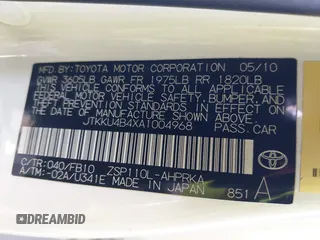 MFD. BY: TOYOTA MOTOR CORPORATION 05/10
GVWR 3605LB GAWR FR 1975LB RR 1820LB
THIS VEHICLE CONFORMS TO ALL APPLICABLE
FEDERAL MOTOR VEHICLE SAFETY, BUMPER, AND
THEFT PREVENTION STANDARDS IN EFFECT ON THE
DATE OF MANUFACTURE SHOWN ABOVE.
JTKKU4B4XA1004968 PASS.CAR
C/TR:040/FB10 ZSP110L-AHPRKA
A/TM:-02A/U341E MADE IN JAPAN 851 A
TOYOTA
DREAMBID